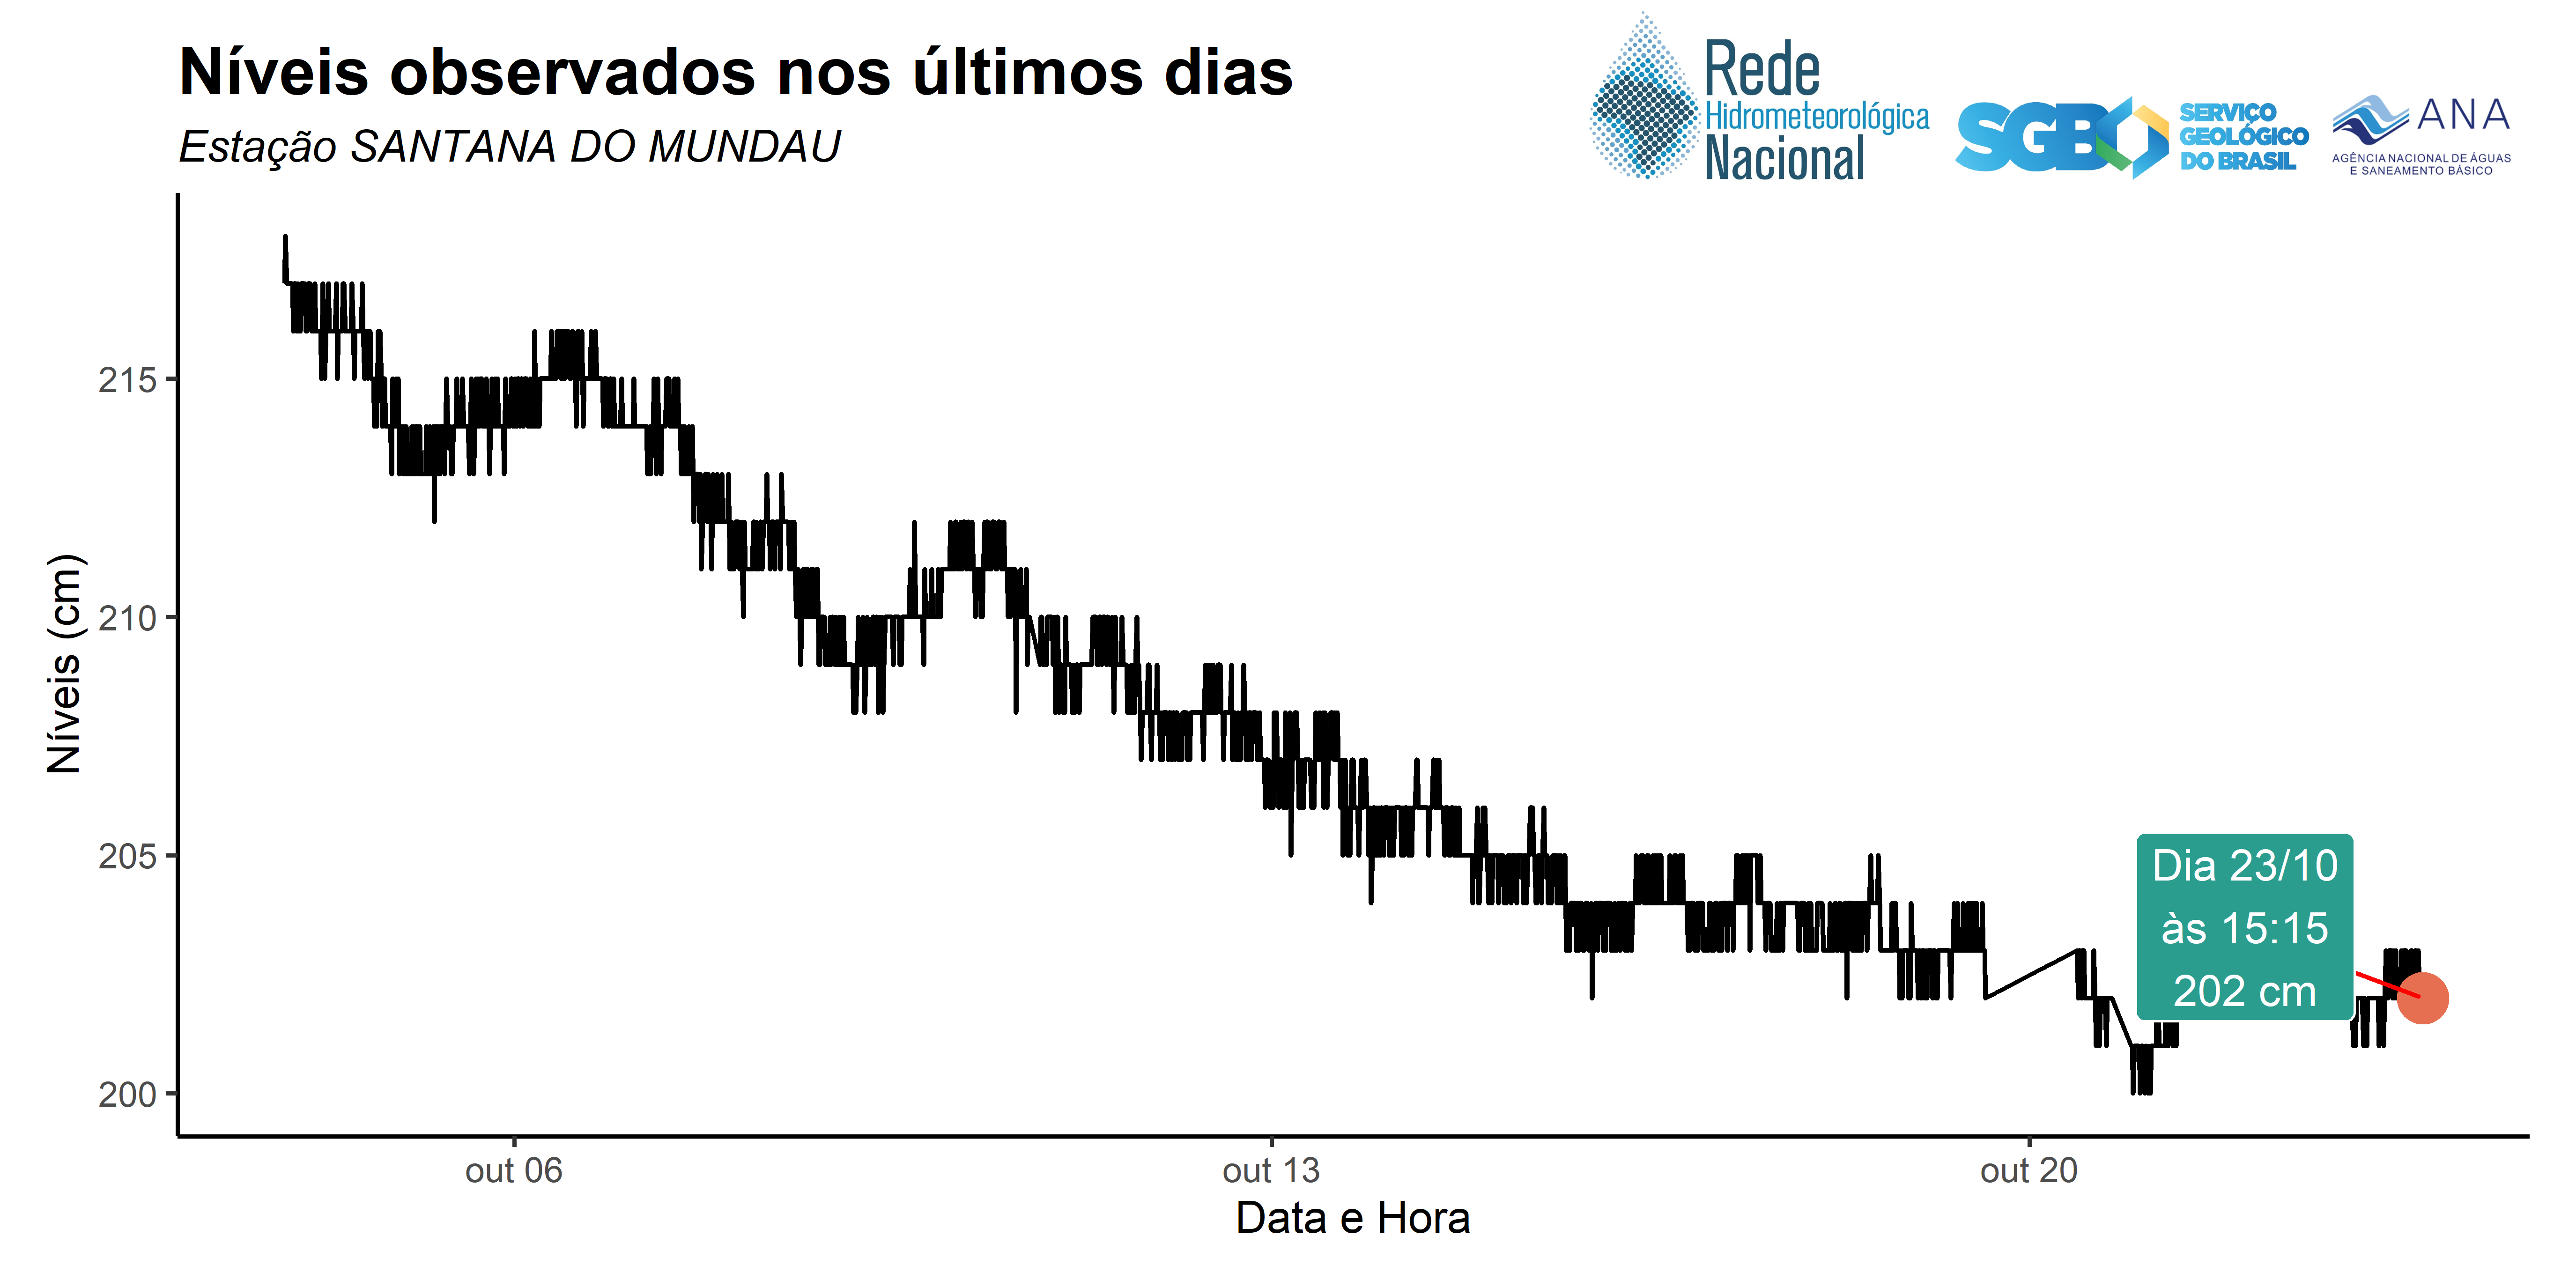 Níveis observados nos últimos dias
Estação SANTANA DO MUNDAU
Rede
Hidrometeorológica
Nacional
SGB
SERVIÇO
GEOLÓGICO
DO BRASIL
ANA
AGÊNCIA NACIONAL DE ÁGUAS
E SANEAMENTO BÁSICO
Níveis (cm)
215
210
205
200
Dia 23/10
às 15:15
202 cm
out 06
out 13
out 20
Data e Hora